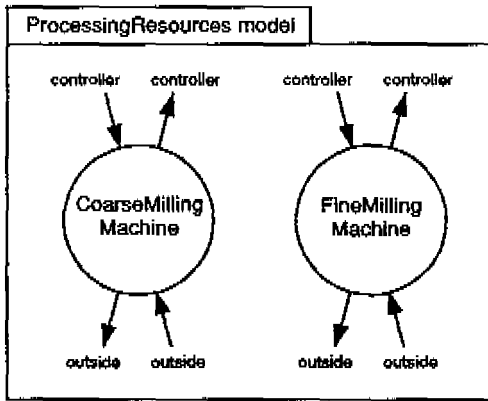 ProcessingResources model
controller controller controller controller
CoarseMilling
Machine
FineMilling
Machine
outside outside outside outside